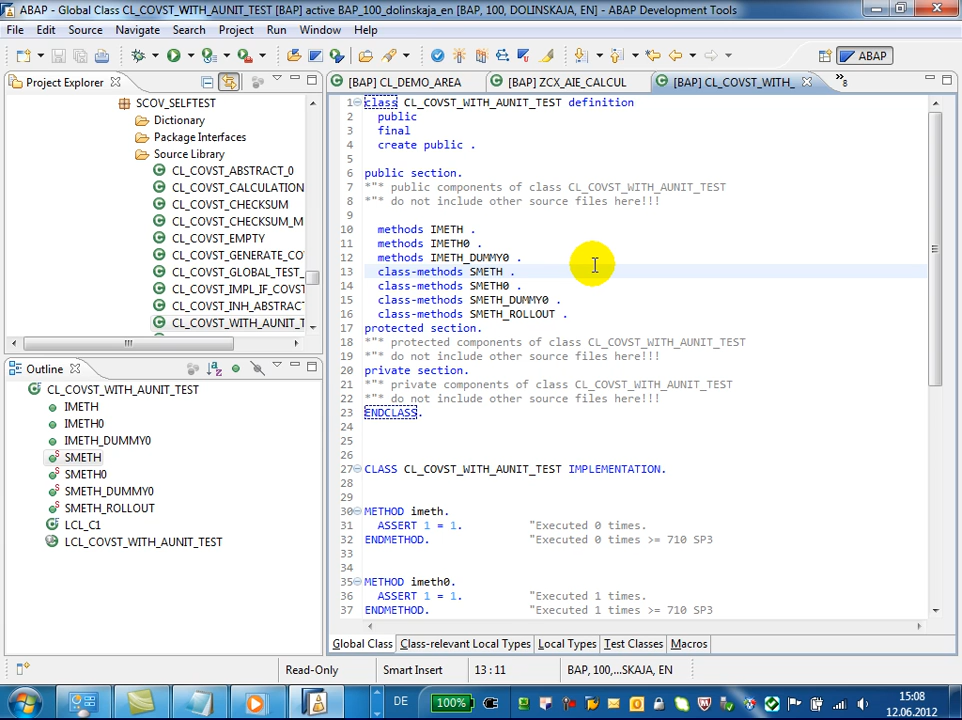 ABAP - Global Class CL_COVST_WITH_AUNIT_TEST [BAP] active BAP_100_dolinskaja_en [BAP, 100, DOLINSKAJA, EN] - ABAP Development Tools
File Edit Source Navigate Search Project Run Window Help
ABAP
Project Explorer
SCOV_SELFTEST
Dictionary
Package Interfaces
Source Library
CL_COVST_ABSTRACT_0
CL_COVST_CALCULATION
CL_COVST_CHECKSUM
CL_COVST_CHECKSUM_M
CL_COVST_EMPTY
CL_COVST_GENERATE_CO
CL_COVST_GLOBAL_TEST_
CL_COVST_IMPL_IF_COVST
CL_COVST_INH_ABSTRACT
CL_COVST_WITH_AUNIT_T
Outline
CL_COVST_WITH_AUNIT_TEST
IMETH
IMETH0
IMETH_DUMMY0
SMETH
SMETH0
SMETH_DUMMY0
SMETH_ROLLOUT
LCL_C1
LCL_COVST_WITH_AUNIT_TEST
[BAP] CL_DEMO_AREA [BAP] ZCX_AIE_CALCUL [BAP] CL_COVST_WITH_ »8
1 class CL_COVST_WITH_AUNIT_TEST definition
2 public
3 final
4 create public .
5
6 public section.
7 *"* public components of class CL_COVST_WITH_AUNIT_TEST
8 *"* do not include other source files here!!!
9
10 methods IMETH .
11 methods IMETH0 .
12 methods IMETH_DUMMY0 .
13 class-methods SMETH .
14 class-methods SMETH0 .
15 class-methods SMETH_DUMMY0 .
16 class-methods SMETH_ROLLOUT .
17 protected section.
18 *"* protected components of class CL_COVST_WITH_AUNIT_TEST
19 *"* do not include other source files here!!!
20 private section.
21 *"* private components of class CL_COVST_WITH_AUNIT_TEST
22 *"* do not include other source files here!!!
23 ENDCLASS.
24
25
26
27 CLASS CL_COVST_WITH_AUNIT_TEST IMPLEMENTATION.
28
29
30 METHOD imeth.
31 ASSERT 1 = 1. "Executed 0 times.
32 ENDMETHOD. "Executed 0 times >= 710 SP3
33
34
35 METHOD imeth0.
36 ASSERT 1 = 1. "Executed 1 times.
37 ENDMETHOD. "Executed 1 times >= 710 SP3
Global Class Class-relevant Local Types Local Types Test Classes Macros
Read-Only Smart Insert 13 : 11 BAP, 100,...SKAJA, EN
DE 100% 15:08
12.06.2012